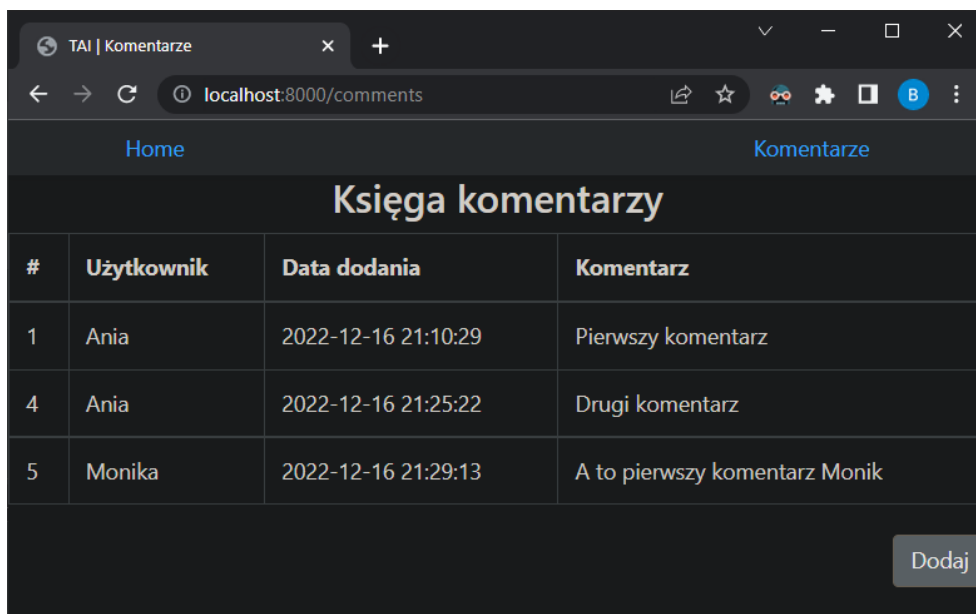 TAI | Komentarze
localhost:8000/comments
B
Home Komentarze
Księga komentarzy
# Użytkownik Data dodania Komentarz
1 Ania 2022-12-16 21:10:29 Pierwszy komentarz
4 Ania 2022-12-16 21:25:22 Drugi komentarz
5 Monika 2022-12-16 21:29:13 A to pierwszy komentarz Monik
Dodaj